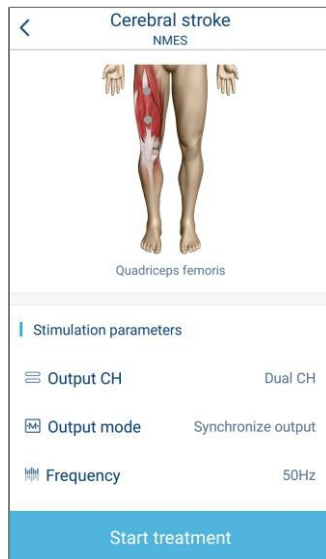 Cerebral stroke
NMES
Quadriceps femoris
Stimulation parameters
Output CH Dual CH
Output mode Synchronize output
Frequency 50Hz
Start treatment